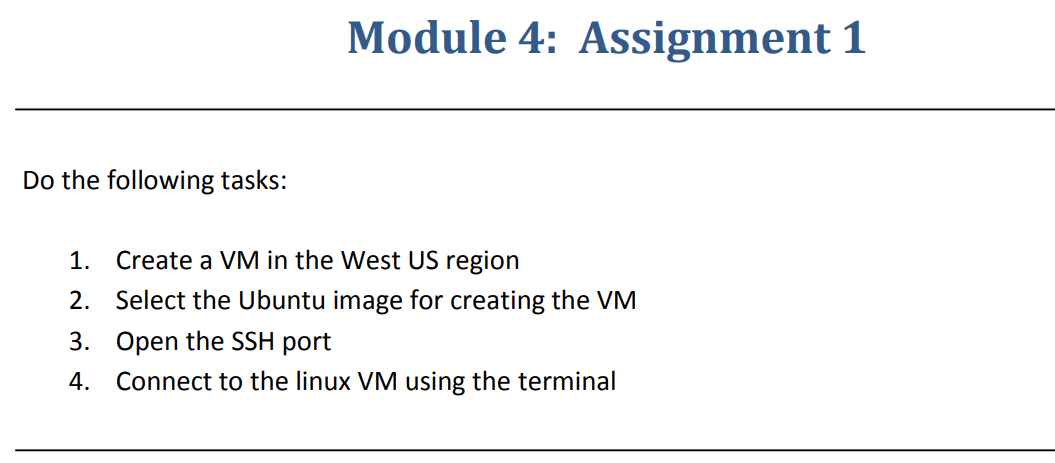 Module 4:  Assignment 1
Do the following tasks:
1. Create a VM in the West US region
2. Select the Ubuntu image for creating the VM
3. Open the SSH port
4. Connect to the linux VM using the terminal